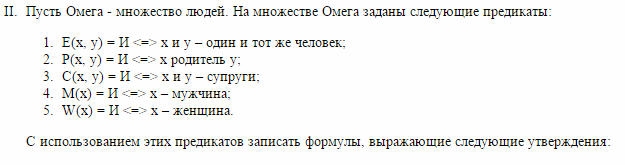 II. Пусть Омега - множество людей. На множестве Омега заданы следующие предикаты:
1. E(x, y) = И <=> x и y – один и тот же человек;
2. P(x, y) = И <=> x родитель y;
3. C(x, y) = И <=> x и y – супруги;
4. M(x) = И <=> x – мужчина;
5. W(x) = И <=> x – женщина.
С использованием этих предикатов записать формулы, выражающие следующие утверждения: